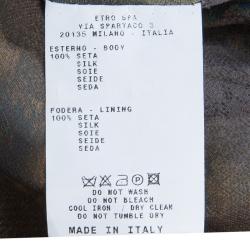 ETRO SPA
VIA SPARTACO 3
20135 MILANO - ITALIA
ESTERNO - BODY
100% SETA
SILK
SOIE
SEIDE
SEDA
FODERA - LINING
100% SETA
SILK
SOIE
SEIDE
SEDA
DO NOT WASH
DO NOT BLEACH
COOL IRON / DRY CLEAR
DO NOT TUMBLE DRY
MADE IN ITALY